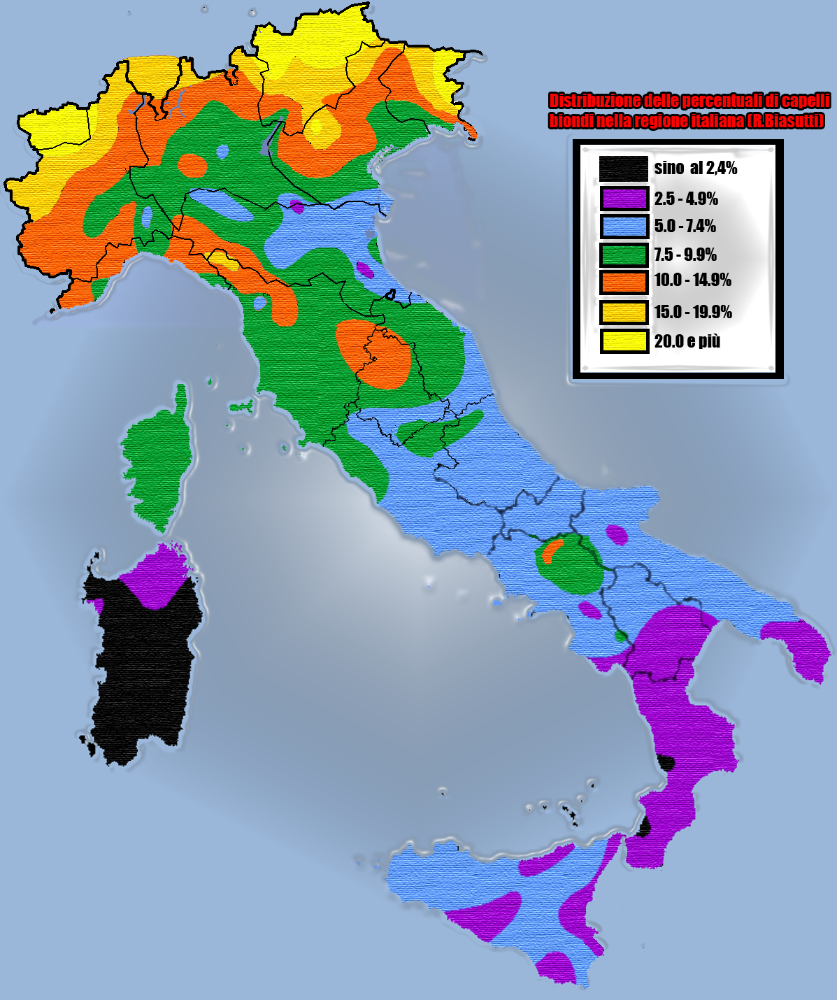 Distribuzione delle percentuali di capelli
biondi nella regione italiana (R.Biasutti)
sino al 2,4%
2.5 - 4.9%
5.0 - 7.4%
7.5 - 9.9%
10.0 - 14.9%
15.0 - 19.9%
20.0 e più